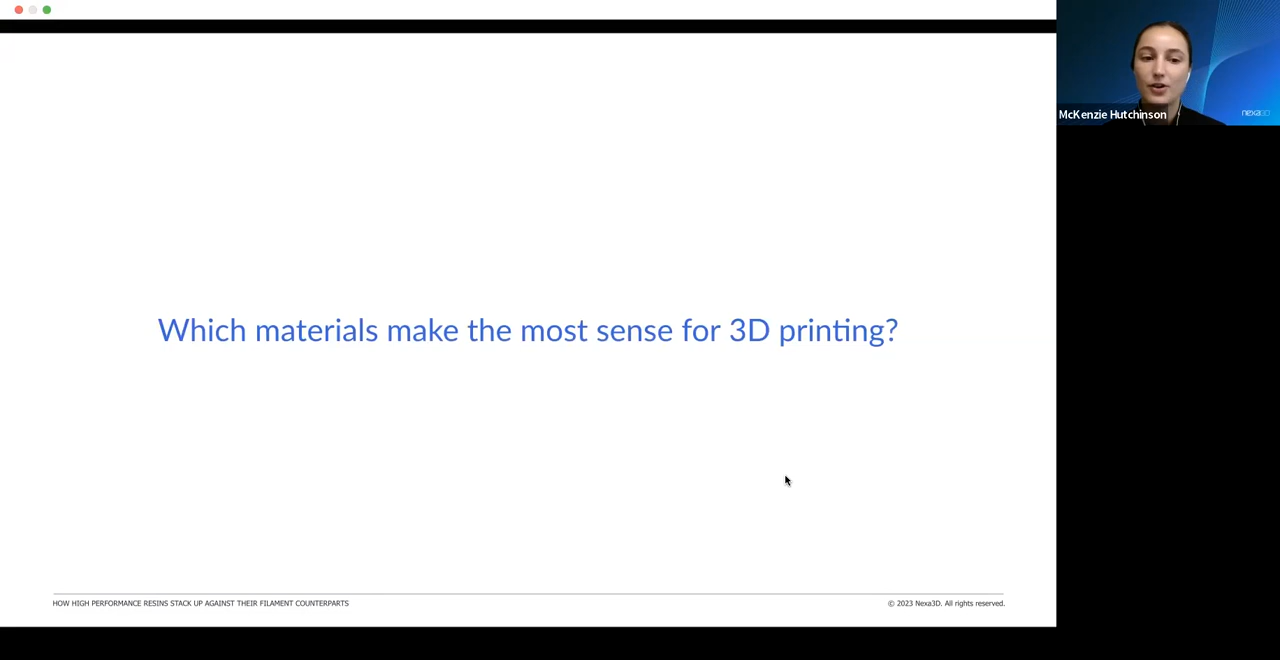 McKenzie Hutchinson
nexa3D
Which materials make the most sense for 3D printing?
HOW HIGH PERFORMANCE RESINS STACK UP AGAINST THEIR FILAMENT COUNTERPARTS
© 2023 Nexa3D. All rights reserved.